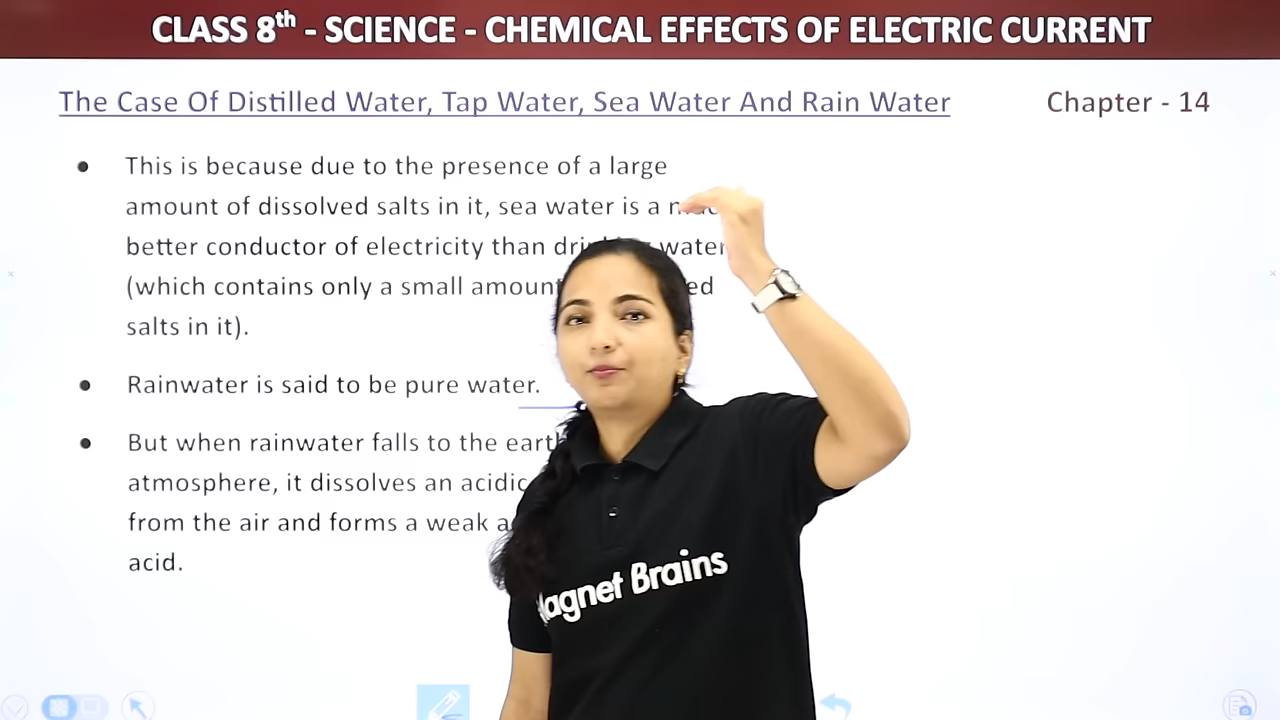 CLASS 8th - SCIENCE - CHEMICAL EFFECTS OF ELECTRIC CURRENT
The Case Of Distilled Water, Tap Water, Sea Water And Rain Water
Chapter - 14
This is because due to the presence of a large
amount of dissolved salts in it, sea water is a
better conductor of electricity than water
(which contains only a small amount
salts in it).
Rainwater is said to be pure water.
But when rainwater falls to the earth
atmosphere, it dissolves an acidic
from the air and forms a weak
acid.
Magnet Brains